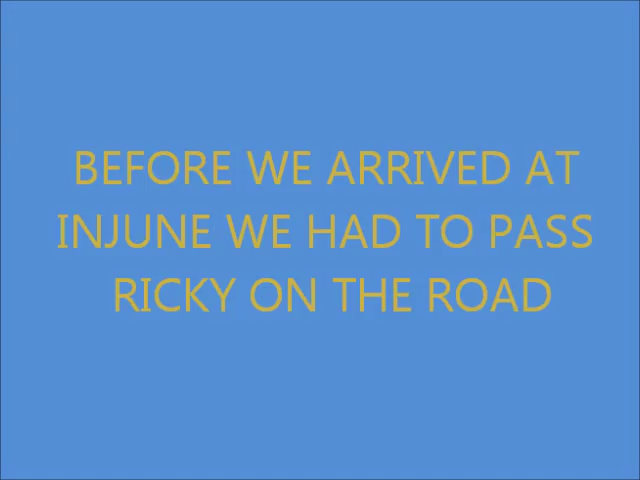 BEFORE WE ARRIVED AT
INJUNE WE HAD TO PASS
RICKY ON THE ROAD